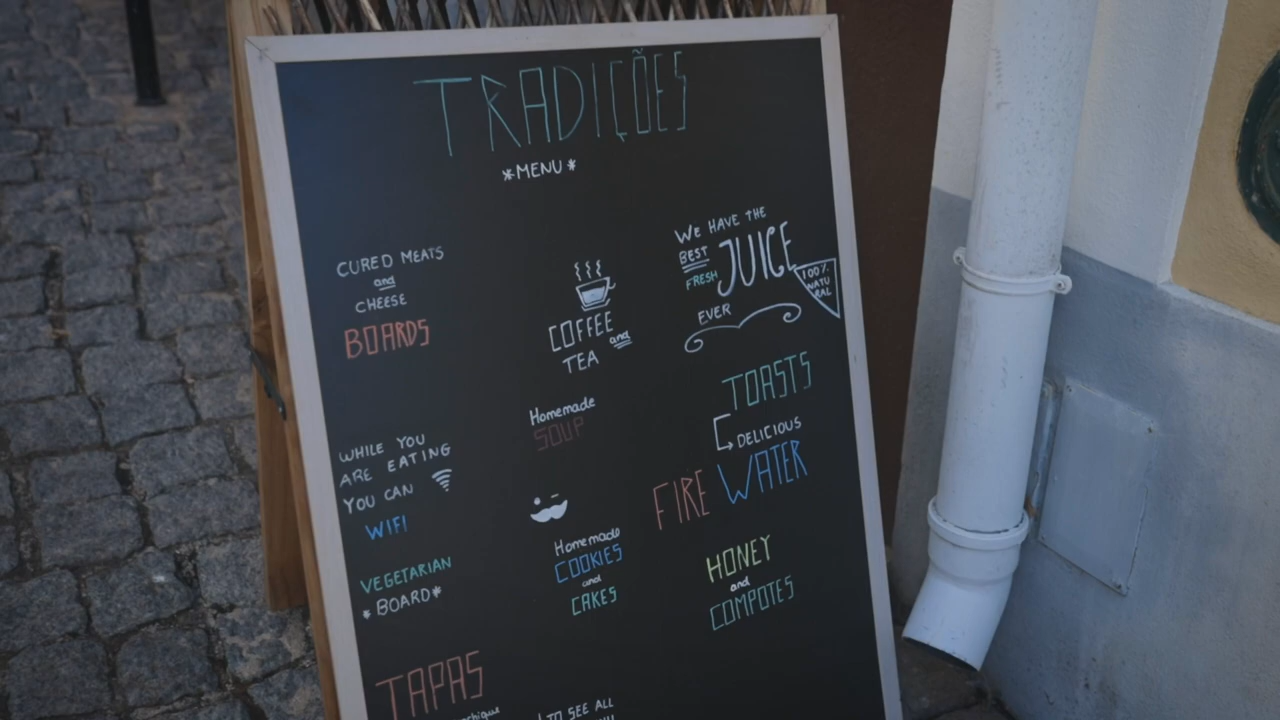 TRADIÇÕES
*MENU*
CURED MEATS
and
CHEESE
BOARDS
WHILE YOU
ARE EATING
YOU CAN
WIFI
VEGETARIAN
*BOARD*
TAPAS
COFFEE
and
TEA
Homemade
SOUP
Homemade
COOKIES
and
CAKES
TO SEE ALL
WE HAVE THE
BEST
FRESH JUICE
100%
NATU
RAL
EVER
TOASTS
DELICIOUS
FIRE WATER
HONEY
and
COMPOTES